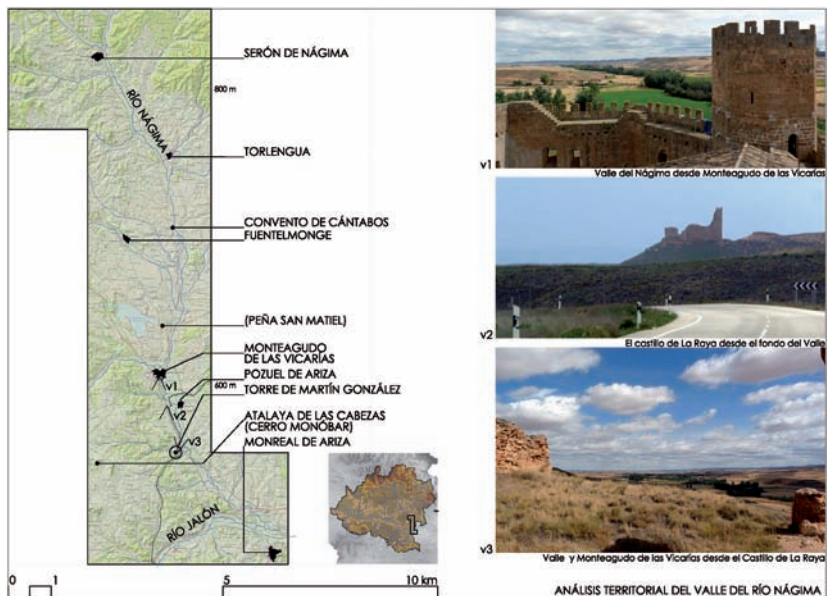 SERÓN DE NÁGIMA
800 m
RÍO NÁGIMA
TORLENGUA
CONVENTO DE CÁNTABOS
FUENTELMONGE
(PEÑA SAN MATIEL)
MONTEAGUDO
DE LAS VICARÍAS
v1
POZUEL DE ARIZA
600 m
v2
TORRE DE MARTÍN GONZÁLEZ
v3
ATALAYA DE LAS CABEZAS
(CERRO MONÓBAR)
MONREAL DE ARIZA
RÍO JALÓN
0 1 5 10 km
v1
Valle del Nágima desde Monteagudo de las Vicarías
v2
El castillo de La Raya desde el fondo del Valle
v3
Valle y Monteagudo de las Vicarías desde el Castillo de La Raya
ANÁLISIS TERRITORIAL DEL VALLE DEL RÍO NÁGIMA